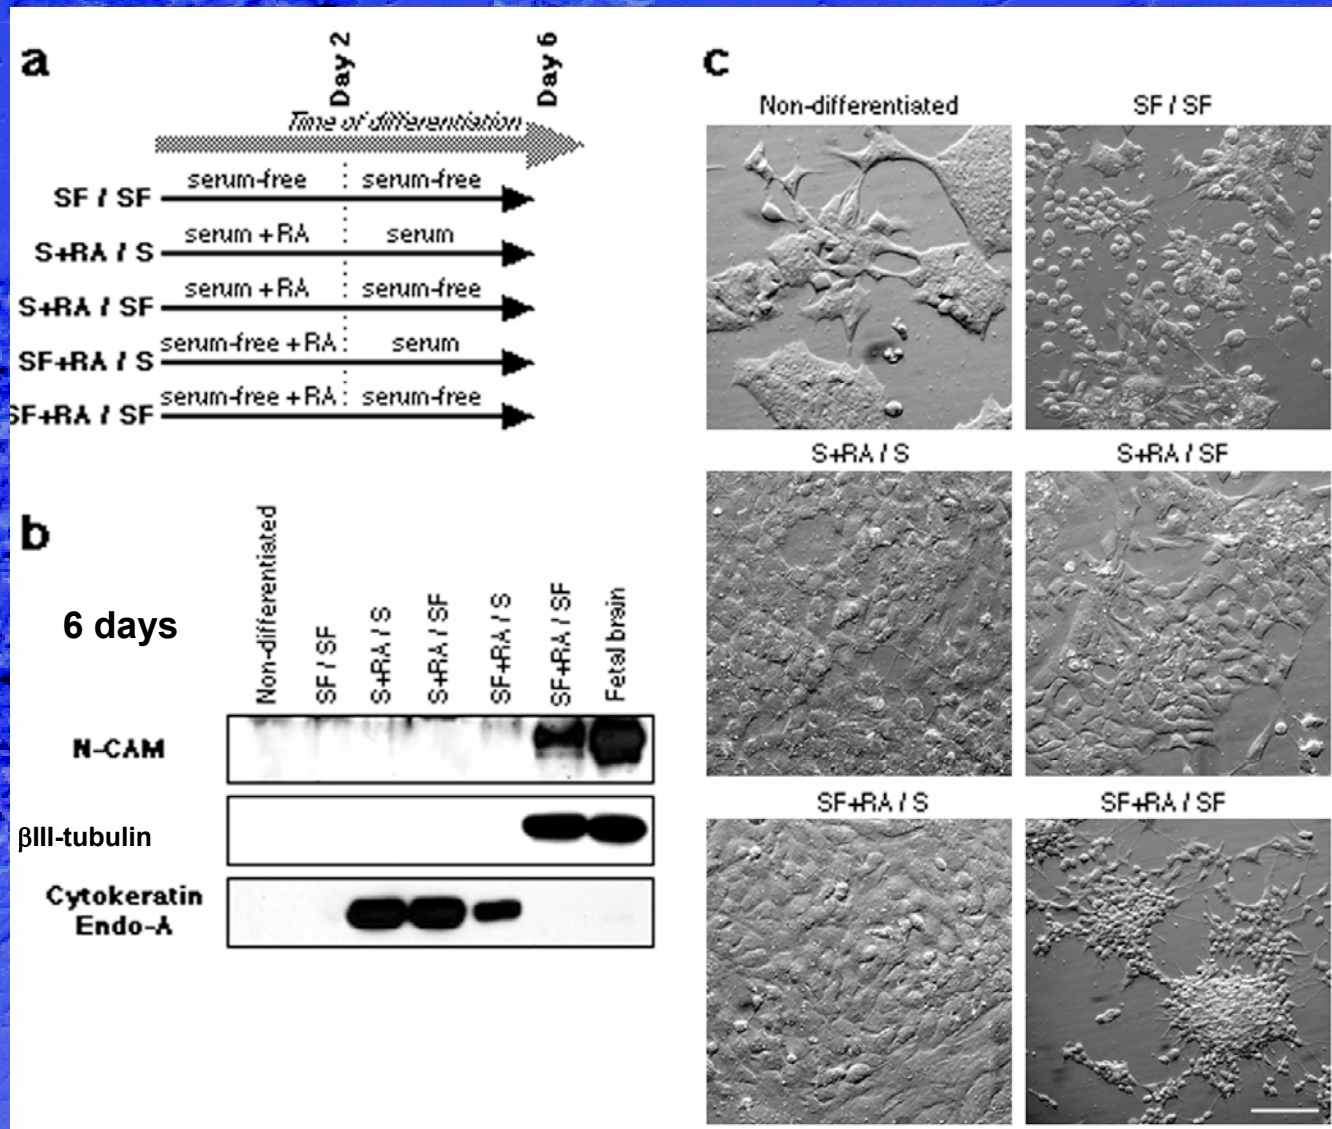 a
Day 2
Day 6
Time of differentiation
SF / SF
serum-free
serum-free
S+RA / S
serum +RA
serum
S+RA / SF
serum +RA
serum-free
SF+RA / S
serum-free +RA
serum
SF+RA / SF
serum-free +RA
serum-free
b
6 days
Non-differentiated
SF / SF
S+RA / S
S+RA / SF
SF+RA / S
SF+RA / SF
Fetal brain
N-CAM
βIII-tubulin
Cytokeratin
Endo-A
c
Non-differentiated
SF / SF
S+RA / S
S+RA / SF
SF+RA / S
SF+RA / SF